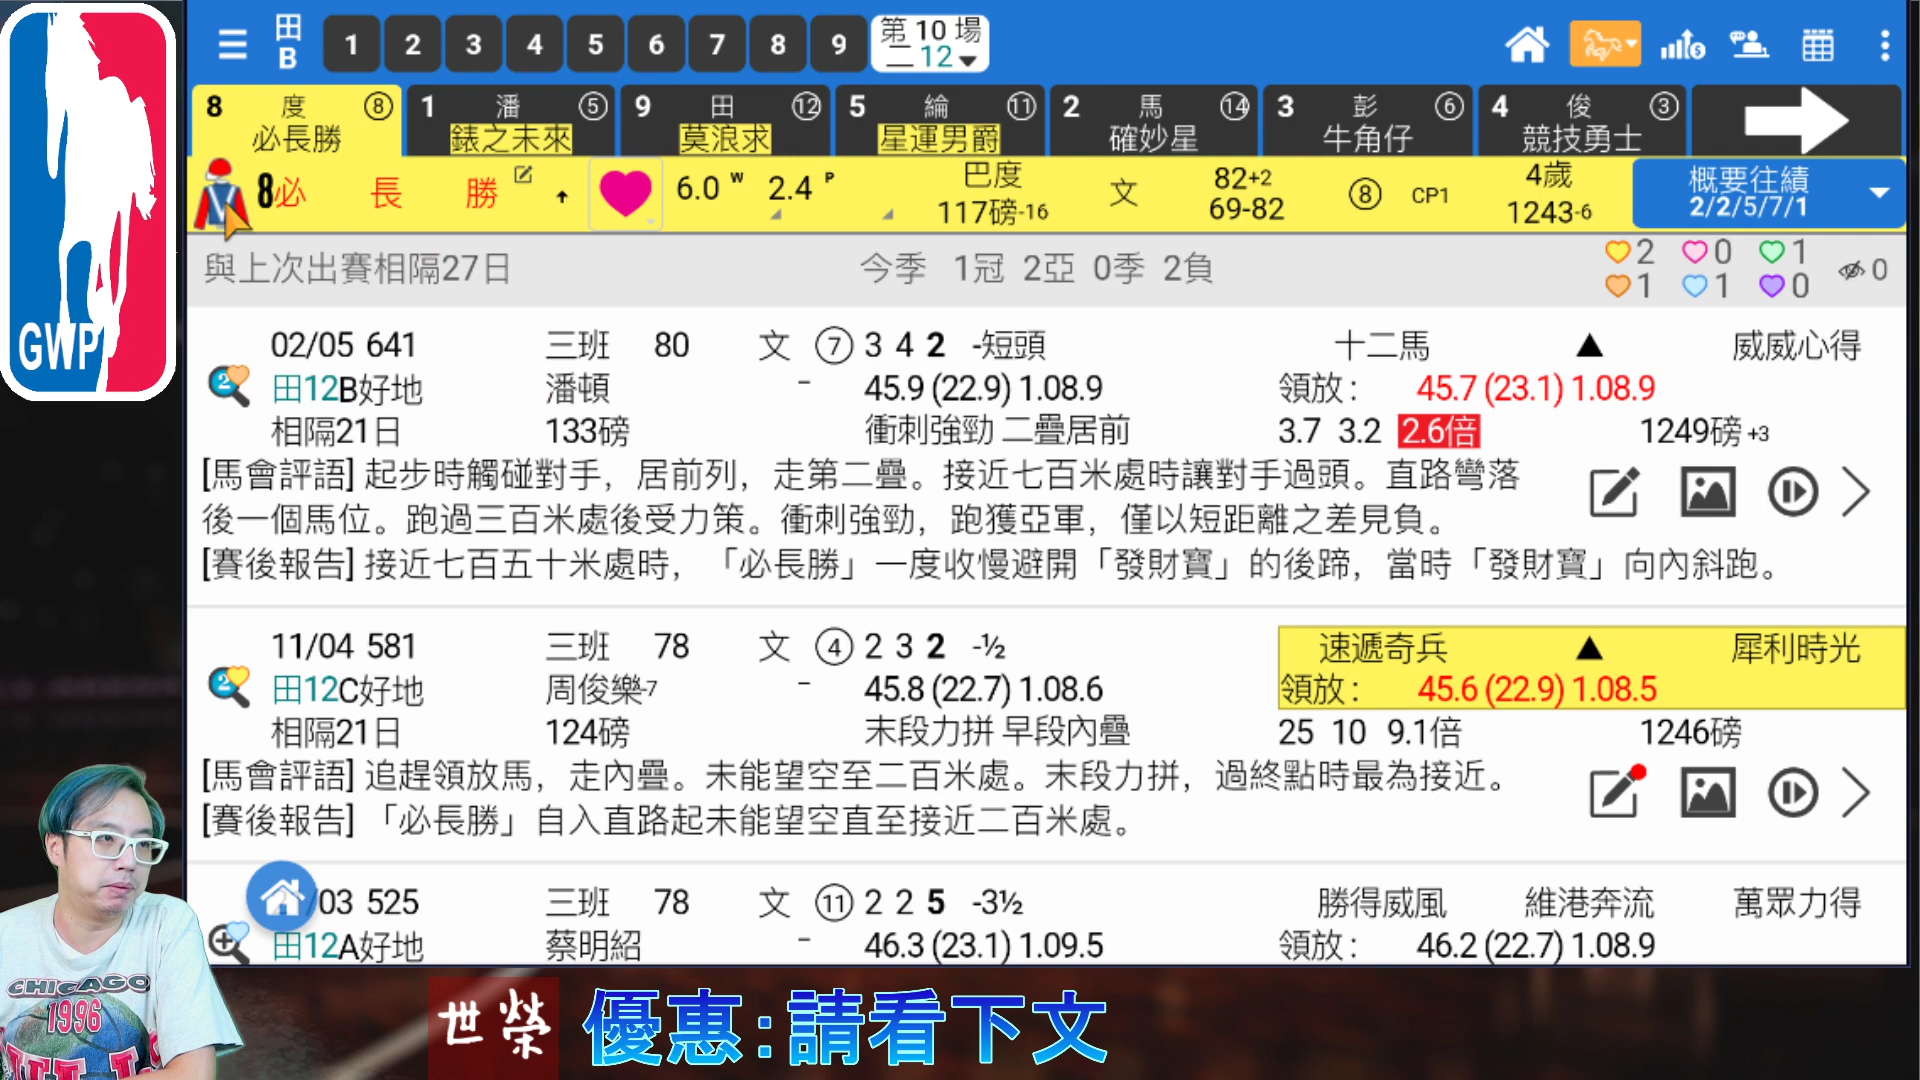 GWP
田 B
1 2 3 4 5 6 7 8 9
第 10 場
二 12
8 度 ⑧ 必長勝
1 潘 ⑤ 錶之未來
9 田 ⑫ 莫浪求
5 綸 ⑪ 星運男爵
2 馬 ⑭ 確妙星
3 彭 ⑥ 牛角仔
4 俊 ③ 競技勇士
8 必長勝 6.0 W 2.4 P 巴度 文 82+2 ⑧ CP1 4歲 概要往績
117磅-16 69-82 1243-6 2/2/5/7/1
與上次出賽相隔27日 今季 1冠 2亞 0季 2負
2 0 1
1 1 0 0
02/05 641 三班 80 文 ⑦ 3 4 2 -短頭 十二馬 ▲ 威威心得
2 田12B好地 潘頓 - 45.9 (22.9) 1.08.9 領放： 45.7 (23.1) 1.08.9
相隔21日 133磅 衝刺強勁 二疊居前 3.7 3.2 2.6倍 1249磅 +3
[馬會評語] 起步時觸碰對手，居前列，走第二疊。接近七百米處時讓對手過頭。直路彎落
後一個馬位。跑過三百米處後受力策。衝刺強勁，跑獲亞軍，僅以短距離之差見負。
[賽後報告] 接近七百五十米處時，「必長勝」一度收慢避開「發財寶」的後蹄，當時「發財寶」向內斜跑。
11/04 581 三班 78 文 ④ 2 3 2 -½ 速遞奇兵 ▲ 犀利時光
2 田12C好地 周俊樂-7 - 45.8 (22.7) 1.08.6 領放： 45.6 (22.9) 1.08.5
相隔21日 124磅 末段力拼 早段內疊 25 10 9.1倍 1246磅
[馬會評語] 追趕領放馬，走內疊。未能望空至二百米處。末段力拼，過終點時最為接近。
[賽後報告] 「必長勝」自入直路起未能望空直至接近二百米處。
/03 525 三班 78 文 ⑪ 2 2 5 -3½ 勝得威風 維港奔流 萬眾力得
田12A好地 蔡明紹 - 46.3 (23.1) 1.09.5 領放： 46.2 (22.7) 1.08.9
CHICAGO
1996
世榮 優惠:請看下文